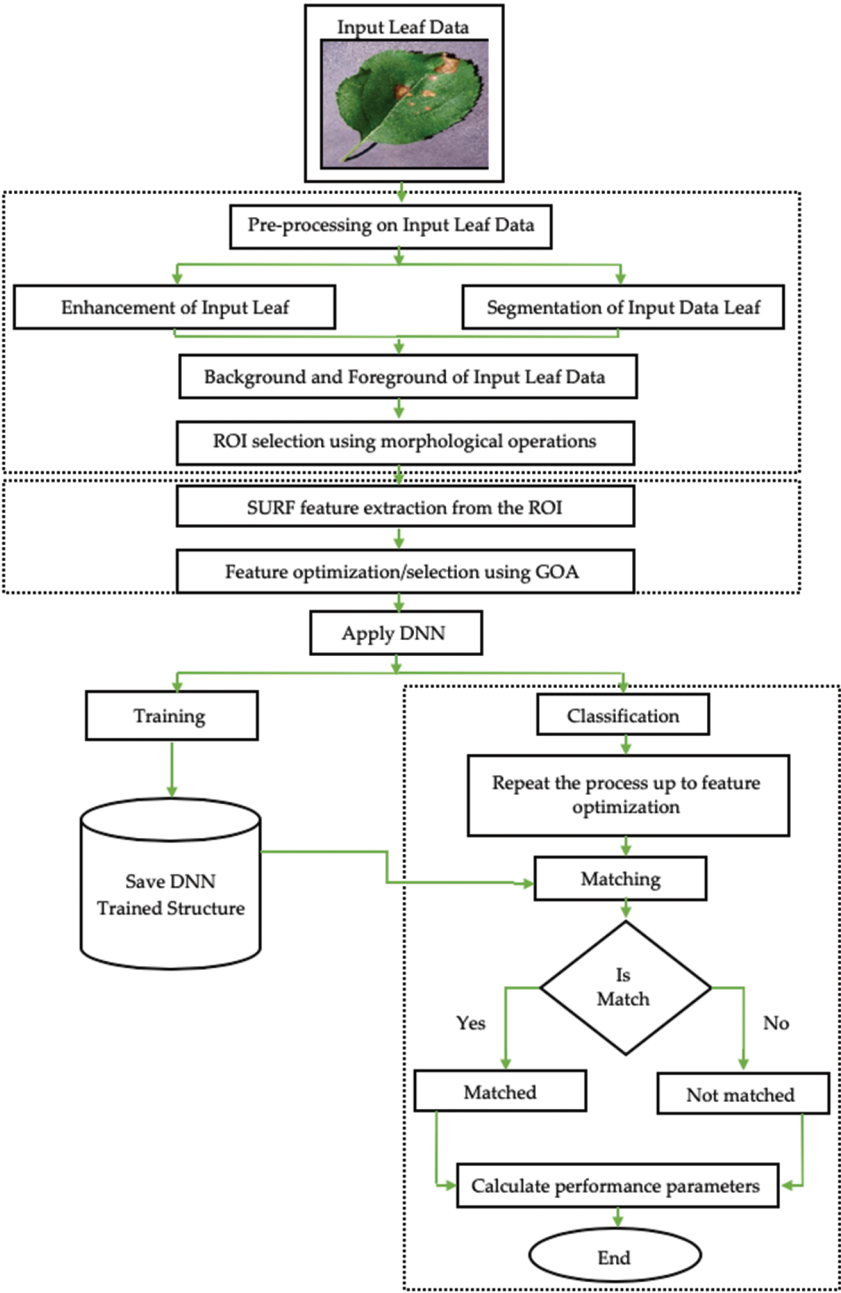 Input Leaf Data
Pre-processing on Input Leaf Data
Enhancement of Input Leaf
Segmentation of Input Data Leaf
Background and Foreground of Input Leaf Data
ROI selection using morphological operations
SURF feature extraction from the ROI
Feature optimization/selection using GOA
Apply DNN
Training
Classification
Repeat the process up to feature
optimization
Save DNN
Trained Structure
Matching
Is
Match
Yes
No
Matched
Not matched
Calculate performance parameters
End